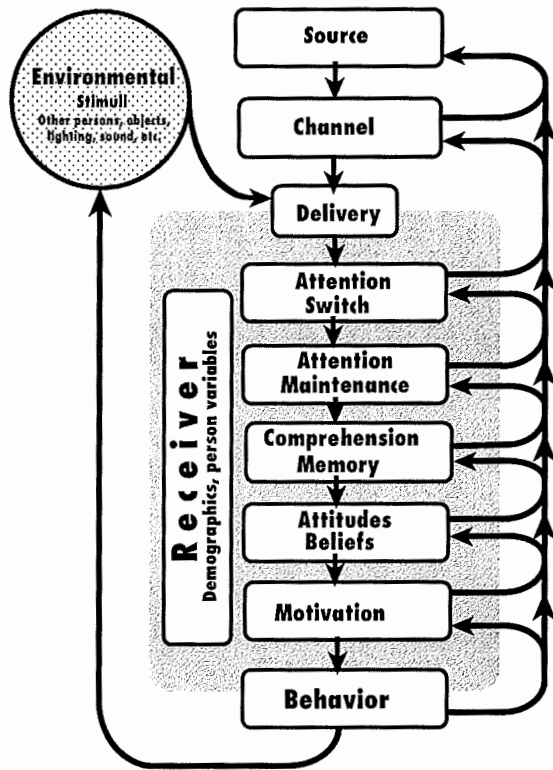 Source
Environmental
Stimuli
Other persons, objects,
lighting, sound, etc.
Channel
Delivery
Receiver
Demographics, person variables
Attention
Switch
Attention
Maintenance
Comprehension
Memory
Attitudes
Beliefs
Motivation
Behavior